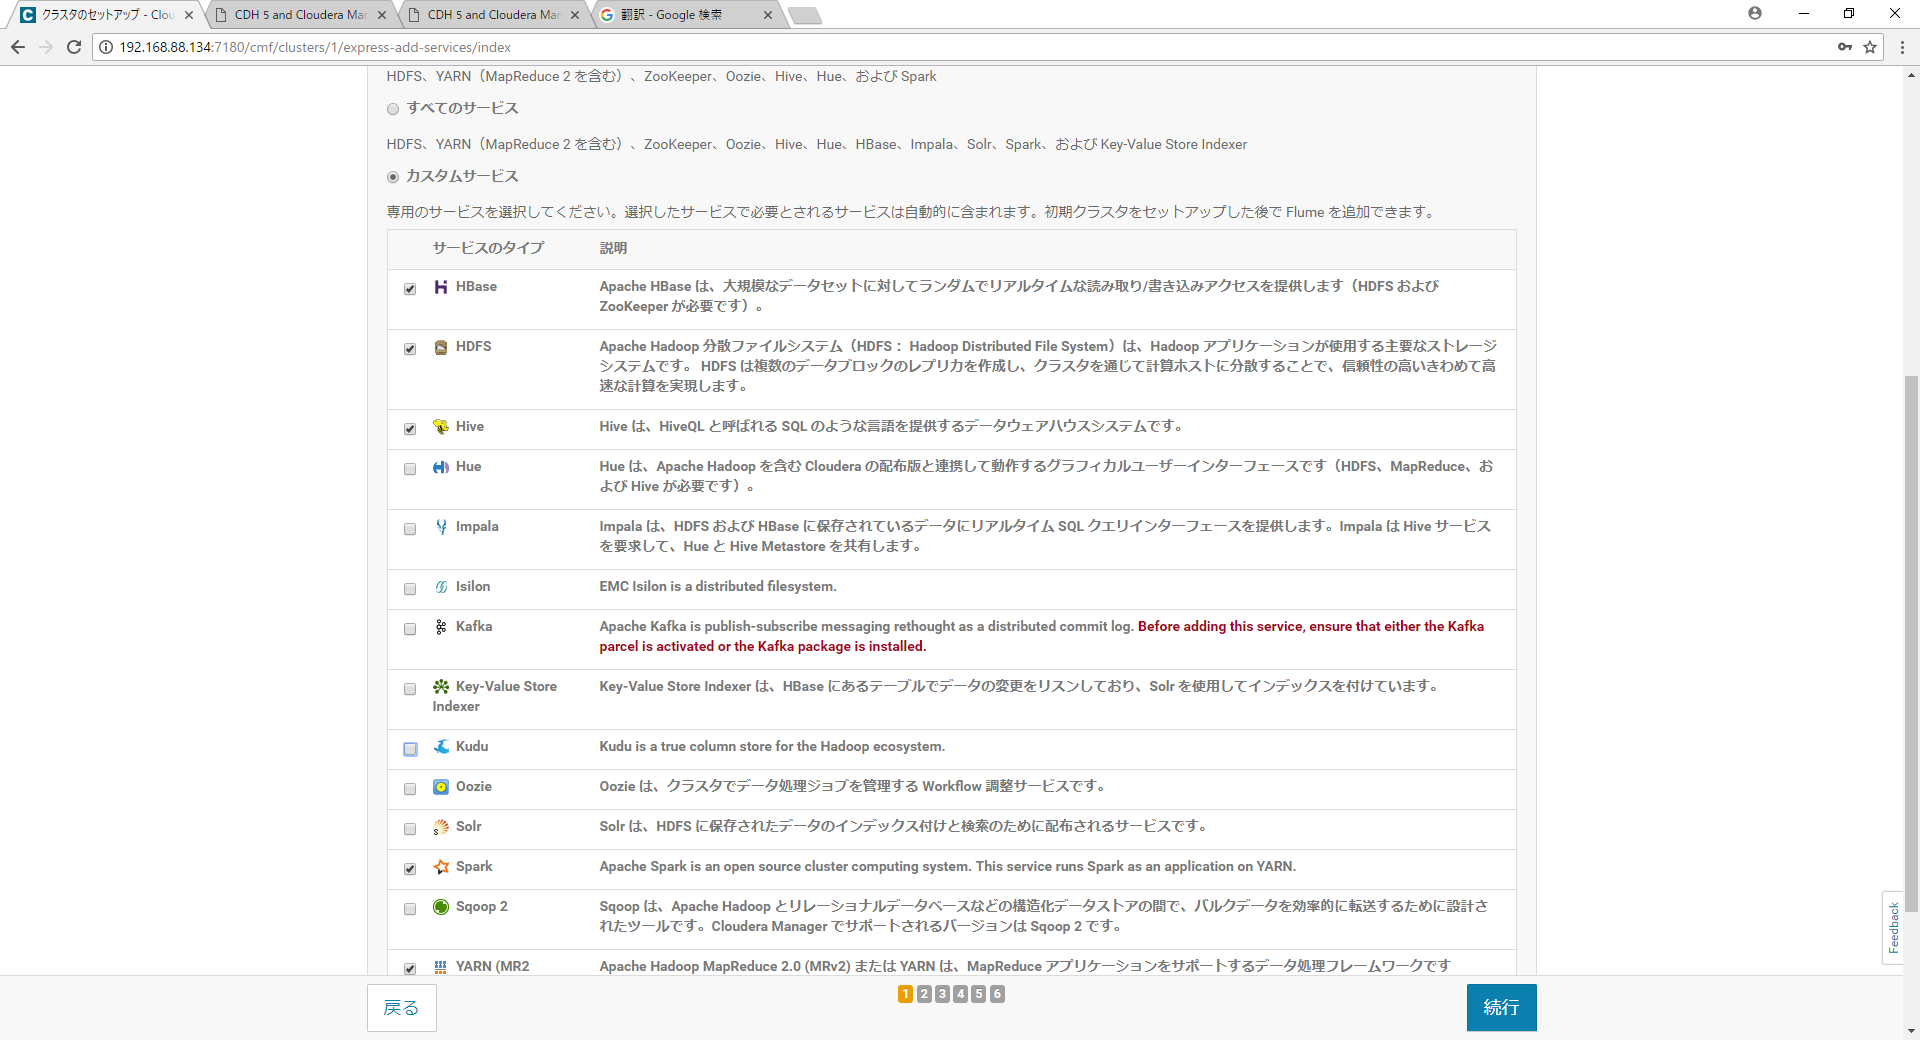 クラスタのセットアップ - Clou
CDH 5 and Cloudera Man
CDH 5 and Cloudera Man
翻訳 - Google 検索
192.168.88.134:7180/cmf/clusters/1/express-add-services/index
HDFS、YARN（MapReduce 2 を含む）、ZooKeeper、Oozie、Hive、Hue、および Spark
すべてのサービス
HDFS、YARN（MapReduce 2 を含む）、ZooKeeper、Oozie、Hive、Hue、HBase、Impala、Solr、Spark、および Key-Value Store Indexer
カスタムサービス
専用のサービスを選択してください。選択したサービスで必要とされるサービスは自動的に含まれます。初期クラスタをセットアップした後で Flume を追加できます。
サービスのタイプ 説明
HBase Apache HBase は、大規模なデータセットに対してランダムでリアルタイムな読み取り/書き込みアクセスを提供します（HDFS および
ZooKeeper が必要です）。
HDFS Apache Hadoop 分散ファイルシステム（HDFS： Hadoop Distributed File System）は、Hadoop アプリケーションが使用する主要なストレージ
システムです。 HDFS は複数のデータブロックのレプリカを作成し、クラスタを通じて計算ホストに分散することで、信頼性の高いきわめて高
速な計算を実現します。
Hive Hive は、HiveQL と呼ばれる SQL のような言語を提供するデータウェアハウスシステムです。
Hue Hue は、Apache Hadoop を含む Cloudera の配布版と連携して動作するグラフィカルユーザーインターフェースです（HDFS、MapReduce、お
よび Hive が必要です）。
Impala Impala は、HDFS および HBase に保存されているデータにリアルタイム SQL クエリインターフェースを提供します。Impala は Hive サービス
を要求して、Hue と Hive Metastore を共有します。
Isilon EMC Isilon is a distributed filesystem.
Kafka Apache Kafka is publish-subscribe messaging rethought as a distributed commit log. Before adding this service, ensure that either the Kafka
parcel is activated or the Kafka package is installed.
Key-Value Store Key-Value Store Indexer は、HBase にあるテーブルでデータの変更をリスンしており、Solr を使用してインデックスを付けています。
Indexer
Kudu Kudu is a true column store for the Hadoop ecosystem.
Oozie Oozie は、クラスタでデータ処理ジョブを管理する Workflow 調整サービスです。
Solr Solr は、HDFS に保存されたデータのインデックス付けと検索のために配布されるサービスです。
Spark Apache Spark is an open source cluster computing system. This service runs Spark as an application on YARN.
Sqoop 2 Sqoop は、Apache Hadoop とリレーショナルデータベースなどの構造化データストアの間で、バルクデータを効率的に転送するために設計さ
れたツールです。Cloudera Manager でサポートされるバージョンは Sqoop 2 です。
YARN (MR2 Apache Hadoop MapReduce 2.0 (MRv2) または YARN は、MapReduce アプリケーションをサポートするデータ処理フレームワークです
Feedback
戻る 1 2 3 4 5 6 続行